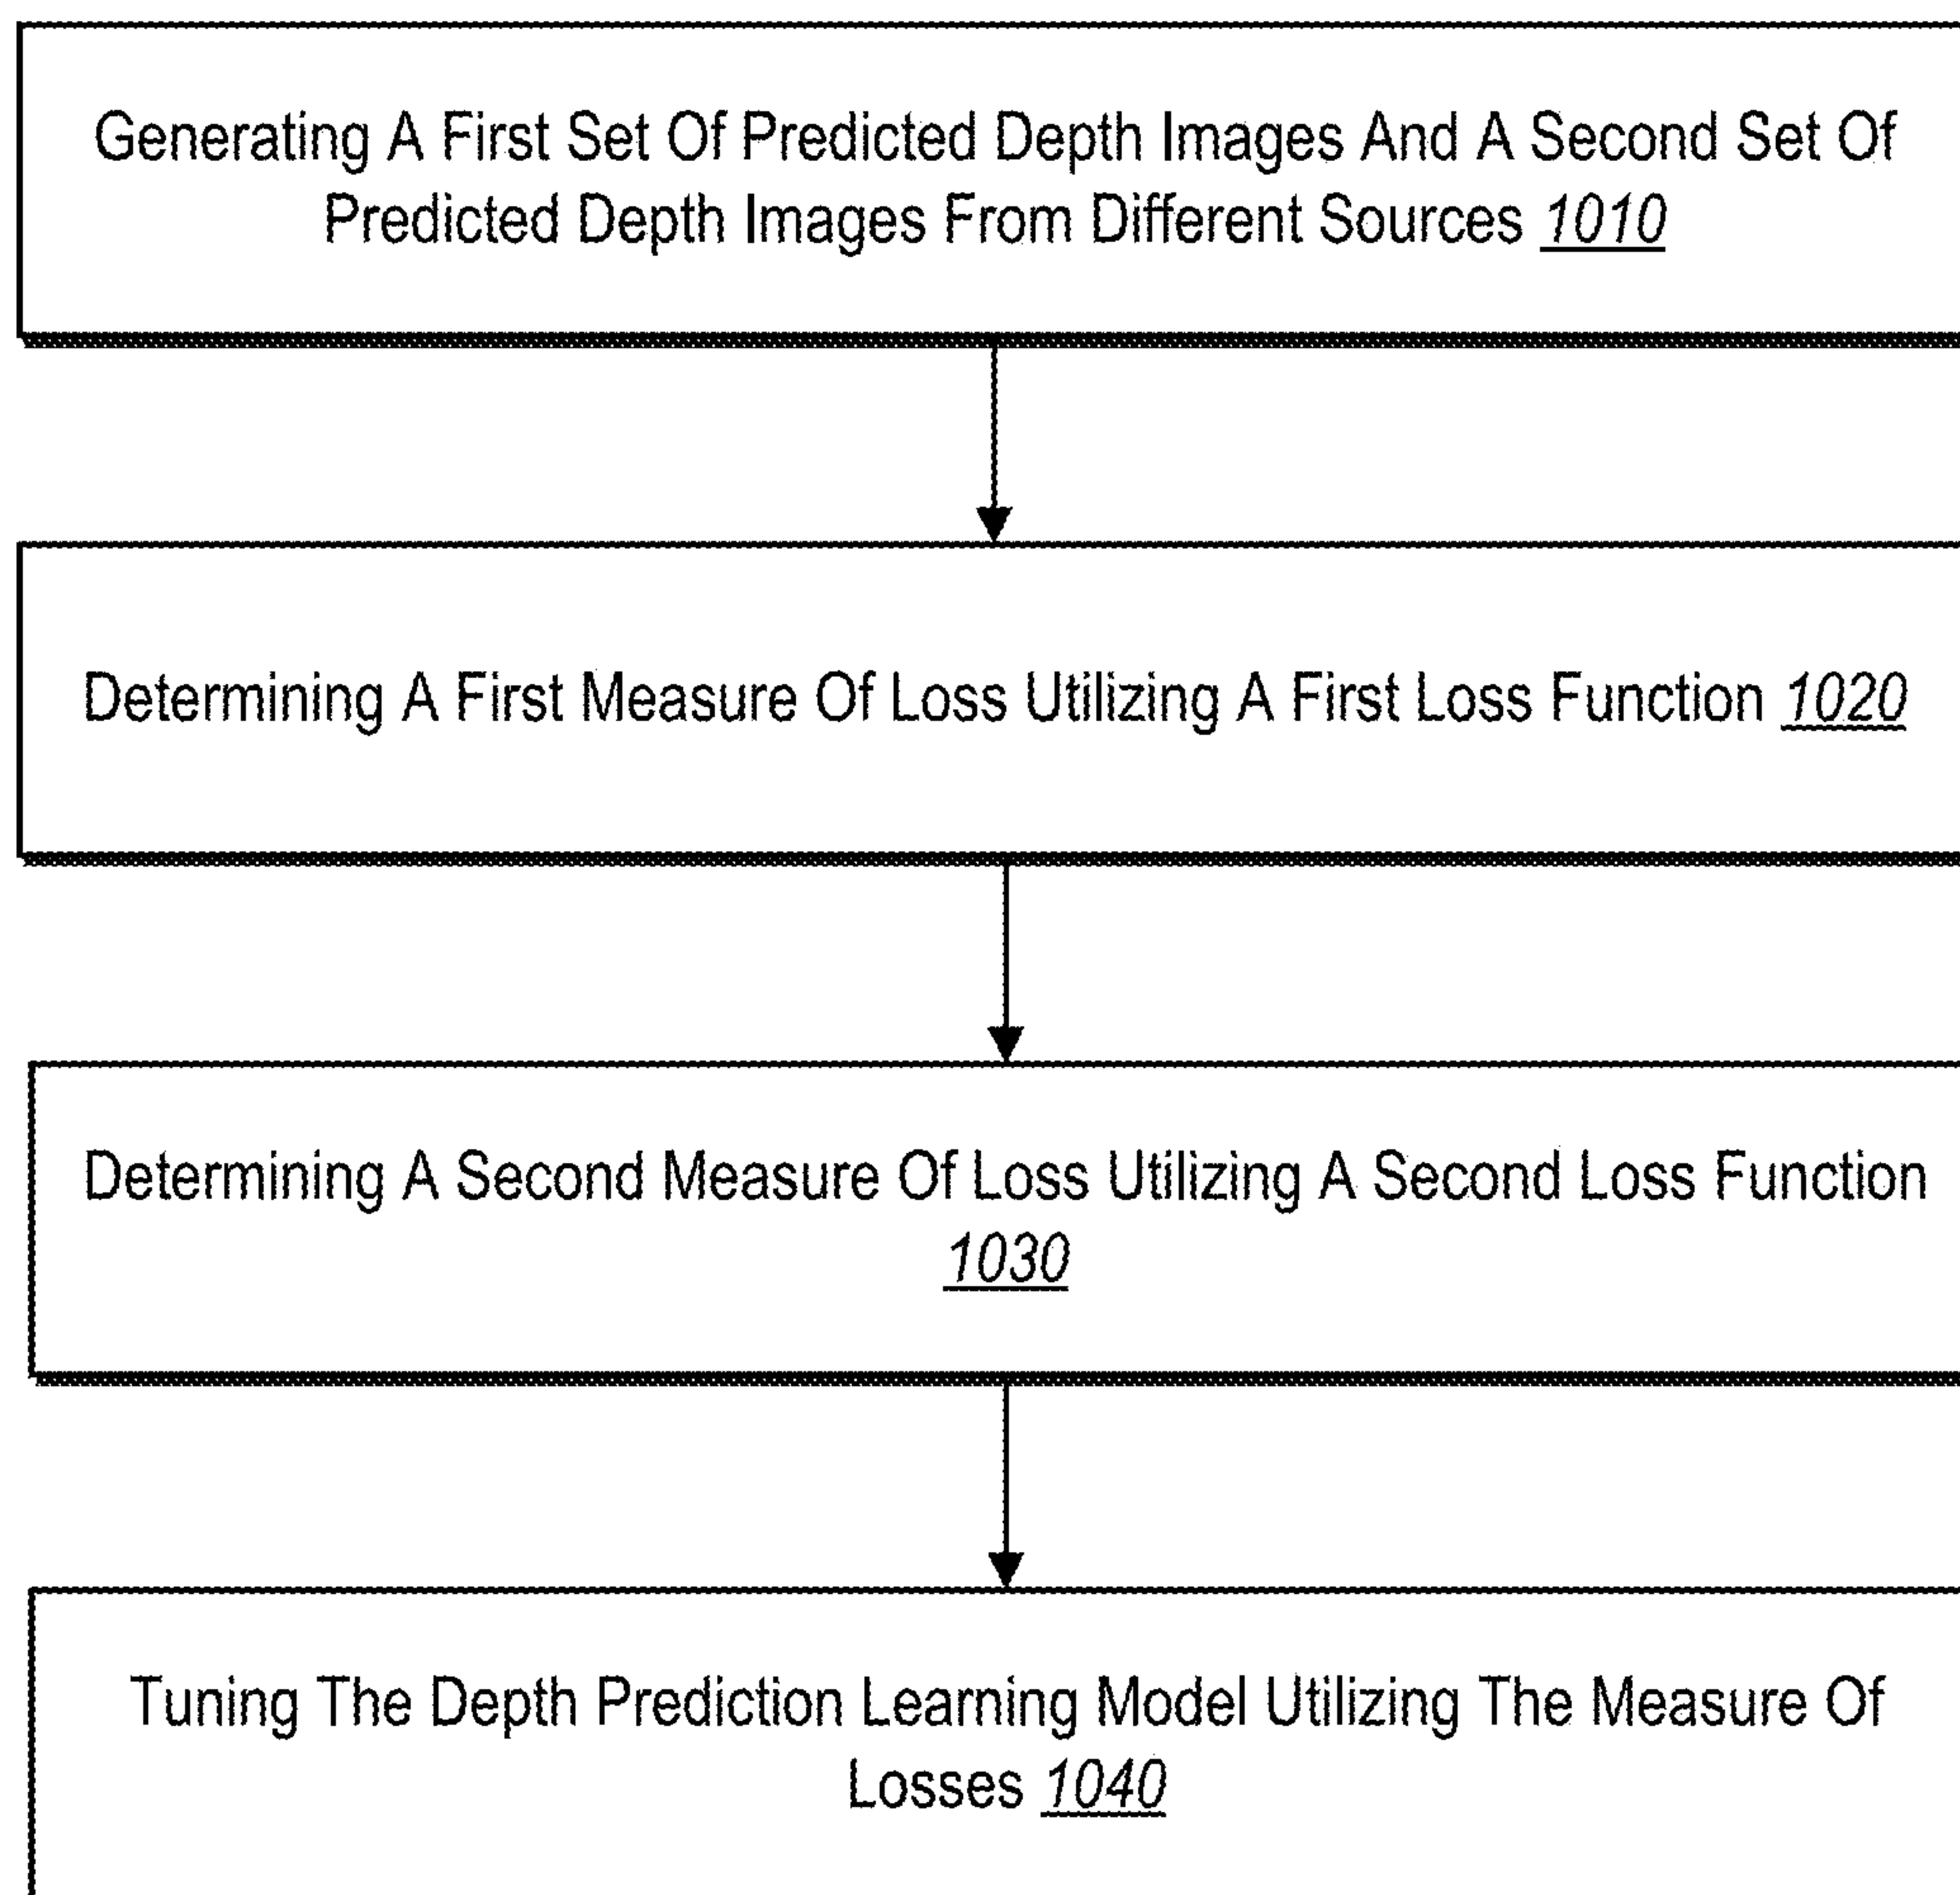 Generating A First Set Of Predicted Depth Images And A Second Set Of
Predicted Depth Images From Different Sources 1010
Determining A First Measure Of Loss Utilizing A First Loss Function 1020
Determining A Second Measure Of Loss Utilizing A Second Loss Function
1030
Tuning The Depth Prediction Learning Model Utilizing The Measure Of
Losses 1040